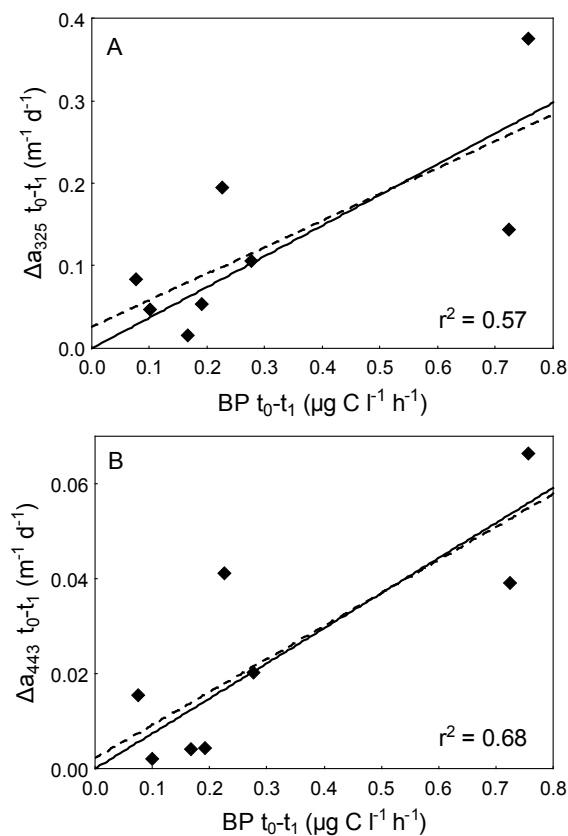 A
0.4
0.3
0.2
0.1
0.0
Δa₃₂₅ t₀-t₁ (m⁻¹ d⁻¹)
r² = 0.57
0.0 0.1 0.2 0.3 0.4 0.5 0.6 0.7 0.8
BP t₀-t₁ (µg C l⁻¹ h⁻¹)
B
0.06
0.04
0.02
0.00
Δa₄₄₃ t₀-t₁ (m⁻¹ d⁻¹)
r² = 0.68
0.0 0.1 0.2 0.3 0.4 0.5 0.6 0.7 0.8
BP t₀-t₁ (µg C l⁻¹ h⁻¹)